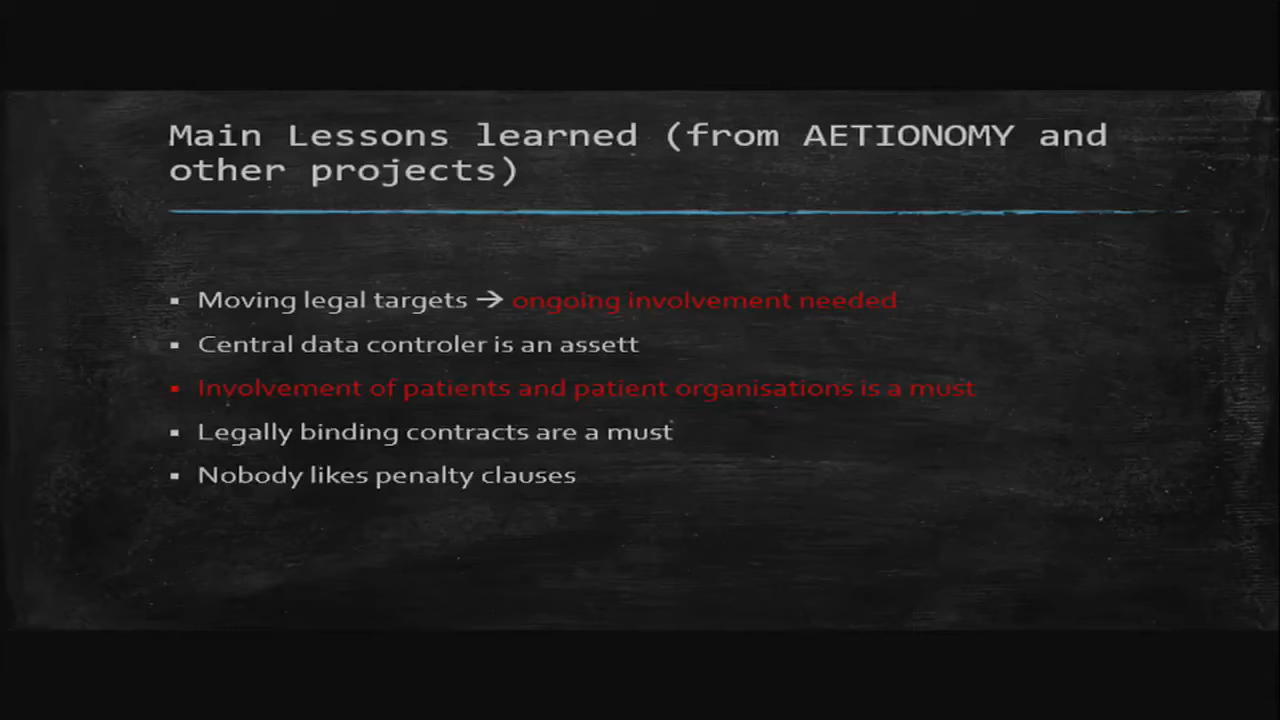 Main Lessons learned (from AETIONOMY and
other projects)
▪ Moving legal targets → ongoing involvement needed
▪ Central data controler is an assett
▪ Involvement of patients and patient organisations is a must
▪ Legally binding contracts are a must
▪ Nobody likes penalty clauses